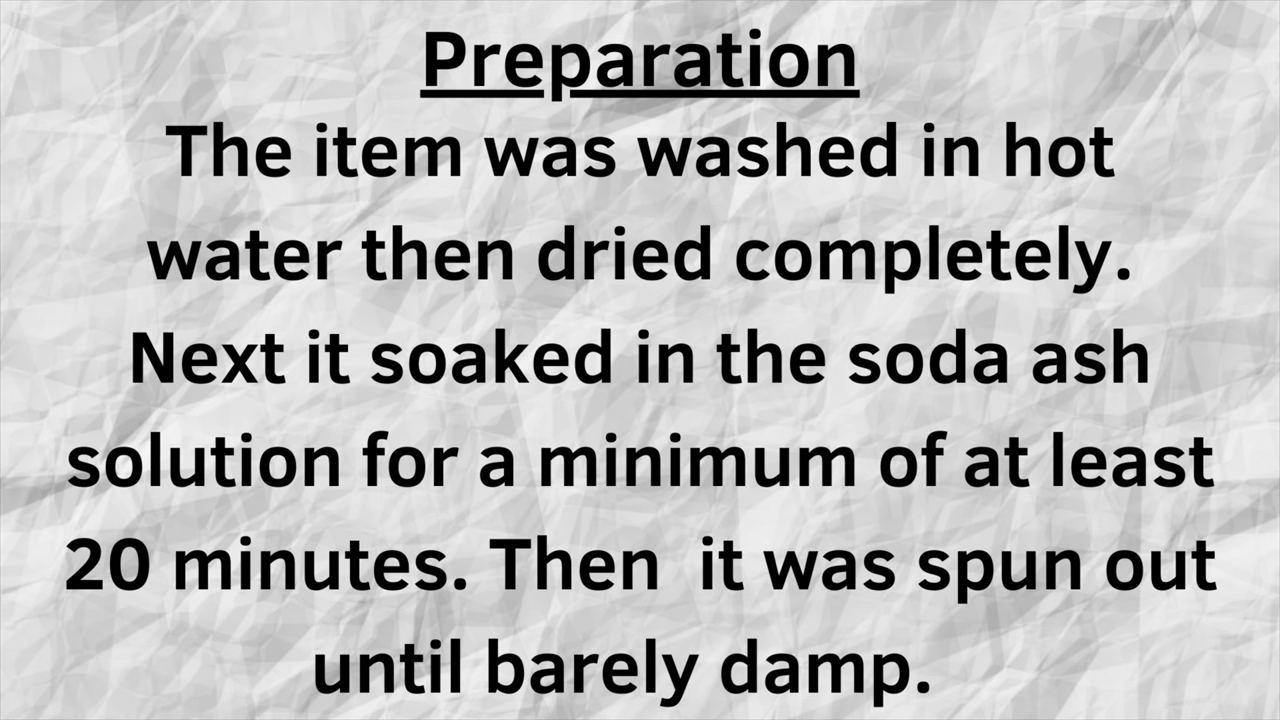 Preparation
The item was washed in hot
water then dried completely.
Next it soaked in the soda ash
solution for a minimum of at least
20 minutes. Then  it was spun out
until barely damp.